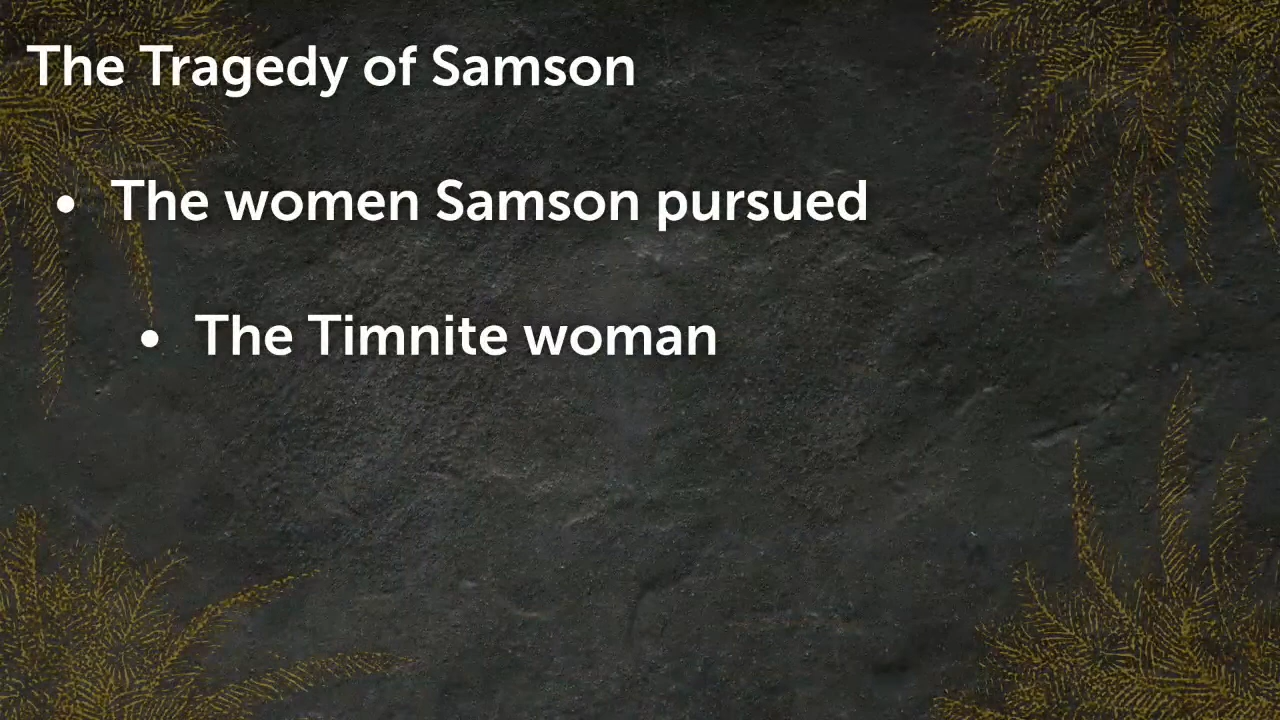 The Tragedy of Samson
• The women Samson pursued
• The Timnite woman